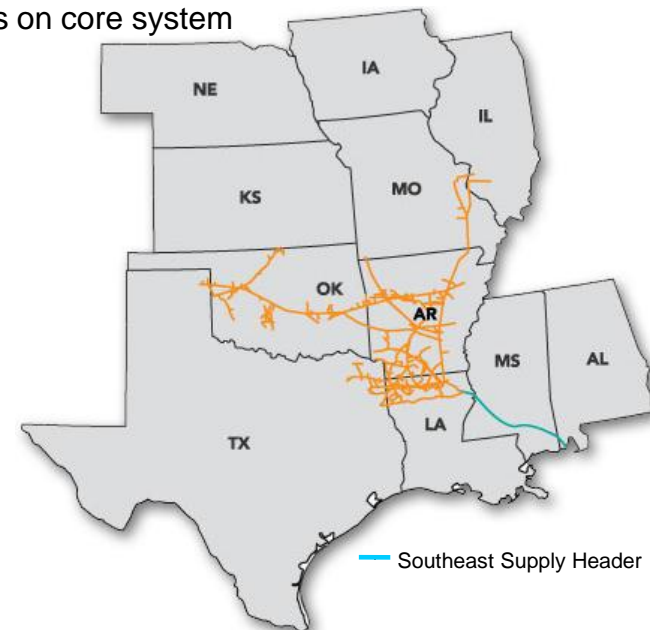 s on core system
IA
NE
IL
KS
MO
OK
AR
MS
AL
LA
TX
Southeast Supply Header